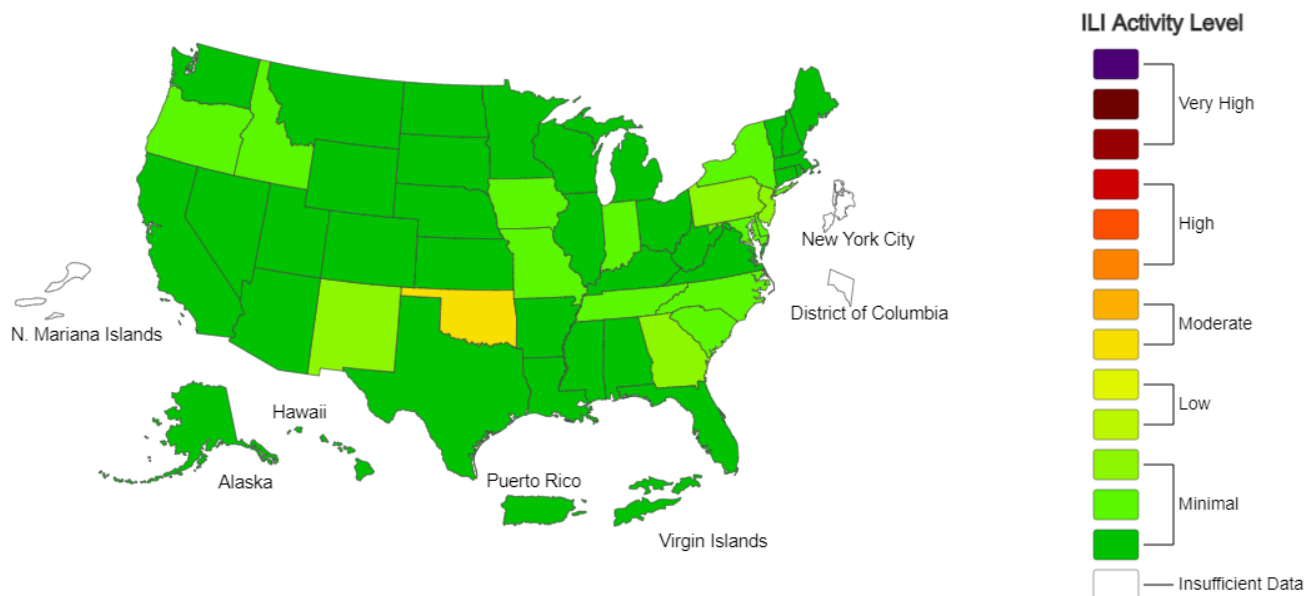 ILI Activity Level
Very High
High
Moderate
Low
Minimal
Insufficient Data
New York City
District of Columbia
N. Mariana Islands
Hawaii
Alaska
Puerto Rico
Virgin Islands